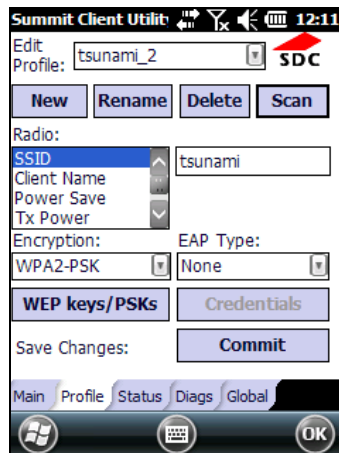 Summit Client Utilit 12:11
Edit Profile: tsunami_2 SDC
New Rename Delete Scan
Radio:
SSID tsunami
Client Name
Power Save
Tx Power
Encryption: EAP Type:
WPA2-PSK None
WEP keys/PSKs Credentials
Save Changes: Commit
Main Profile Status Diags Global
OK